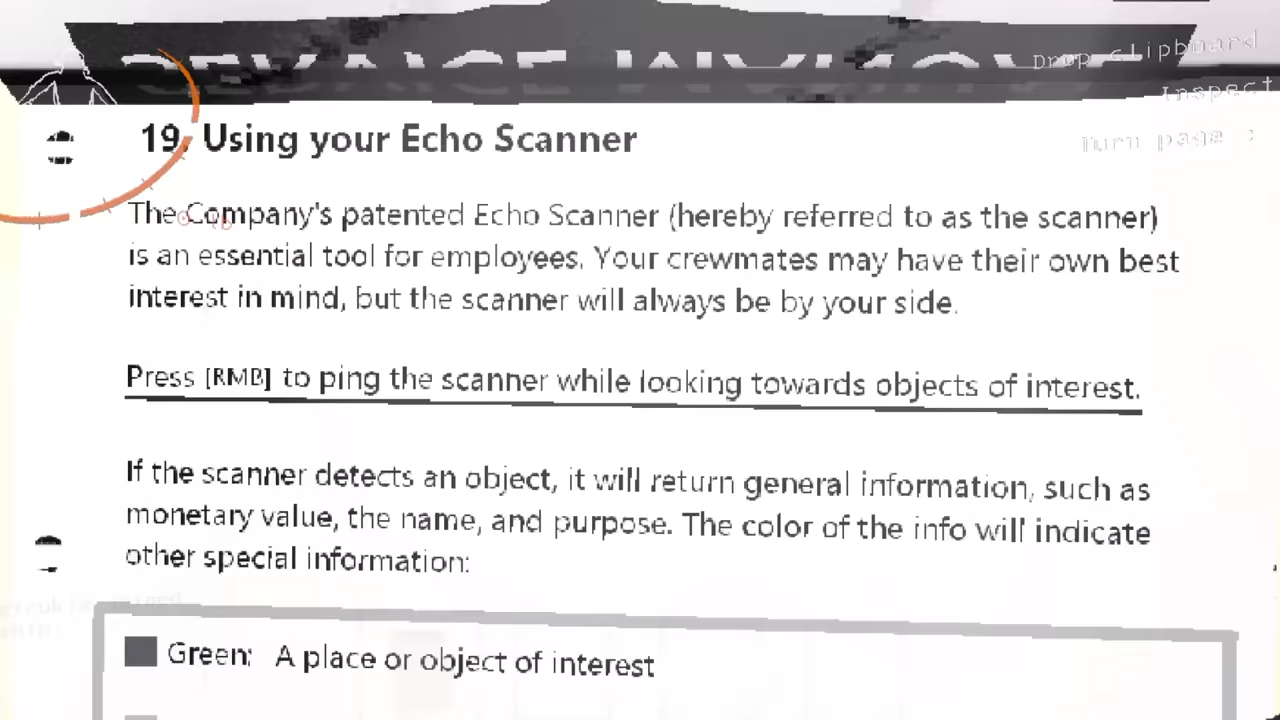 Drop clipboard
Inspect
Turn page :
19. Using your Echo Scanner
The Company's patented Echo Scanner (hereby referred to as the scanner)
is an essential tool for employees. Your crewmates may have their own best
interest in mind, but the scanner will always be by your side.
Press [RMB] to ping the scanner while looking towards objects of interest.
If the scanner detects an object, it will return general information, such as
monetary value, the name, and purpose. The color of the info will indicate
other special information:
Green: A place or object of interest